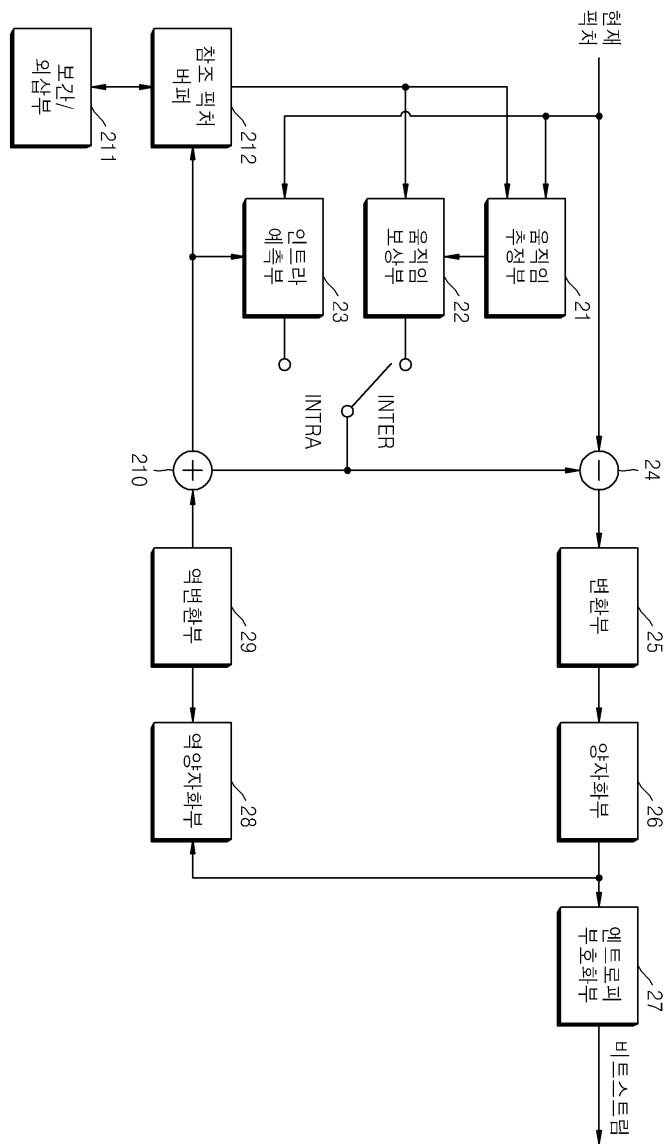 현재
픽처
24
변환부
25
양자화부
26
엔트로피
부호화부
27
비트스트림
움직임
추정부
21
움직임
보상부
22
INTER
INTRA
인트라
예측부
23
참조 픽처
버퍼
212
210
역변환부
29
역양자화부
28
보간/
외삽부
211